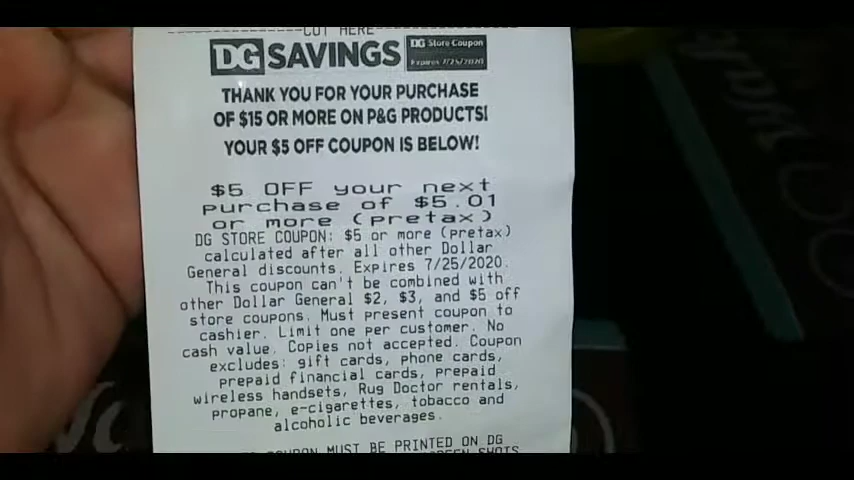 CUT HERE
DG SAVINGS
DG Store Coupon
Expires 7/25/2020
THANK YOU FOR YOUR PURCHASE
OF $15 OR MORE ON P&G PRODUCTS!
YOUR $5 OFF COUPON IS BELOW!
$5 OFF your next
purchase of $5.01
or more (pretax)
DG STORE COUPON: $5 or more (pretax)
calculated after all other Dollar
General discounts. Expires 7/25/2020.
This coupon can't be combined with
other Dollar General $2, $3, and $5 off
store coupons. Must present coupon to
cashier. Limit one per customer. No
cash value. Copies not accepted. Coupon
excludes: gift cards, phone cards,
prepaid financial cards, prepaid
wireless handsets, Rug Doctor rentals,
propane, e-cigarettes, tobacco and
alcoholic beverages.
COUPON MUST BE PRINTED ON DG
SHOTS